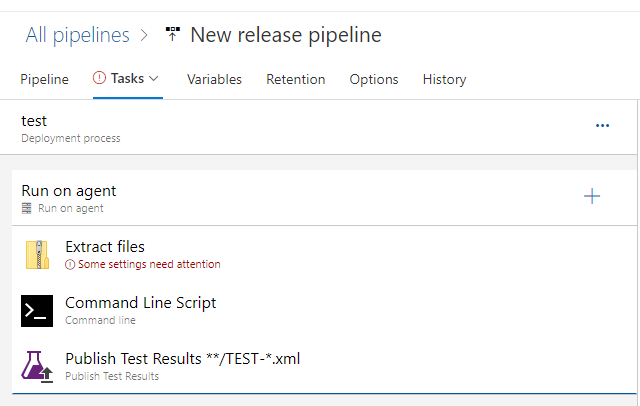 All pipelines > New release pipeline
Pipeline Tasks Variables Retention Options History
test
Deployment process
Run on agent
Run on agent
Extract files
Some settings need attention
Command Line Script
Command line
Publish Test Results **/TEST-*.xml
Publish Test Results